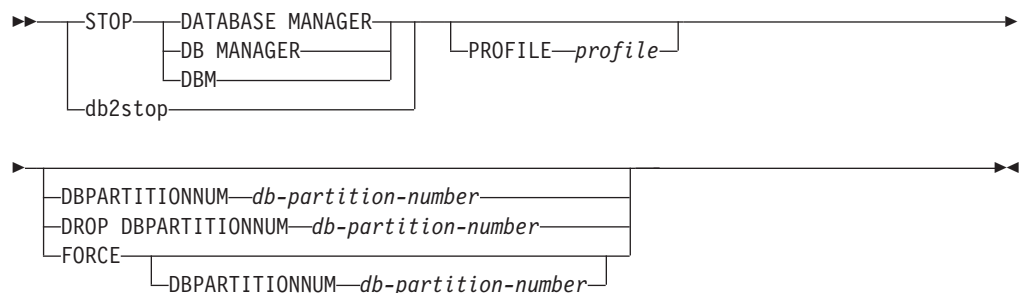 STOP DATABASE MANAGER
DB MANAGER PROFILE profile
DBM
db2stop
DBPARTITIONNUM db-partition-number
DROP DBPARTITIONNUM db-partition-number
FORCE
DBPARTITIONNUM db-partition-number